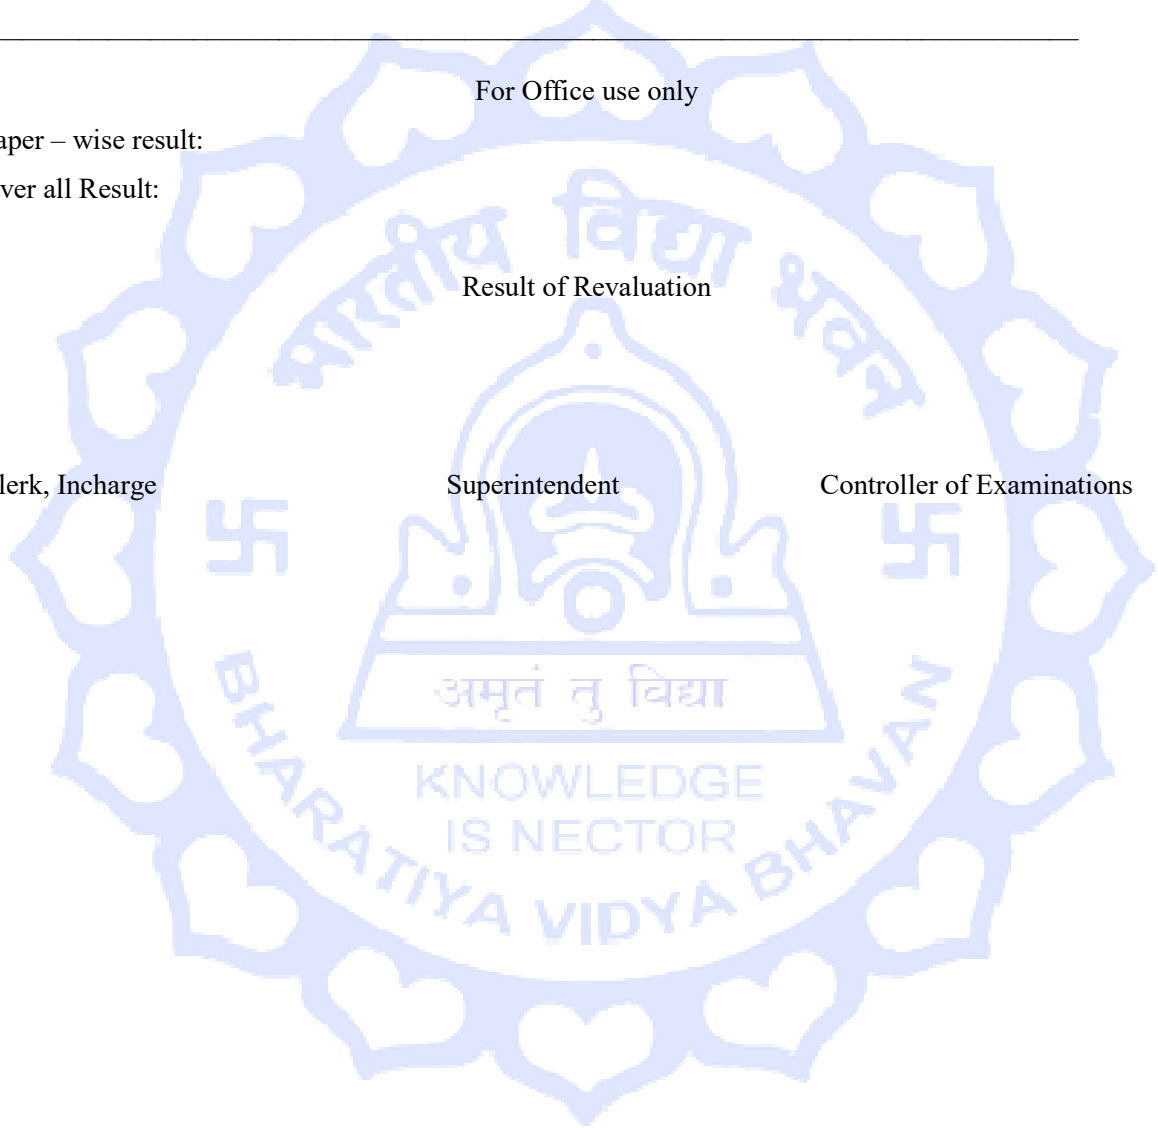 For Office use only
aper – wise result:
ver all Result:
भारतीय विद्या भवन
Result of Revaluation
lerk, Incharge Superintendent Controller of Examinations
अमृतं तु विद्या
KNOWLEDGE
IS NECTOR
BHARATIYA VIDYA BHAVAN